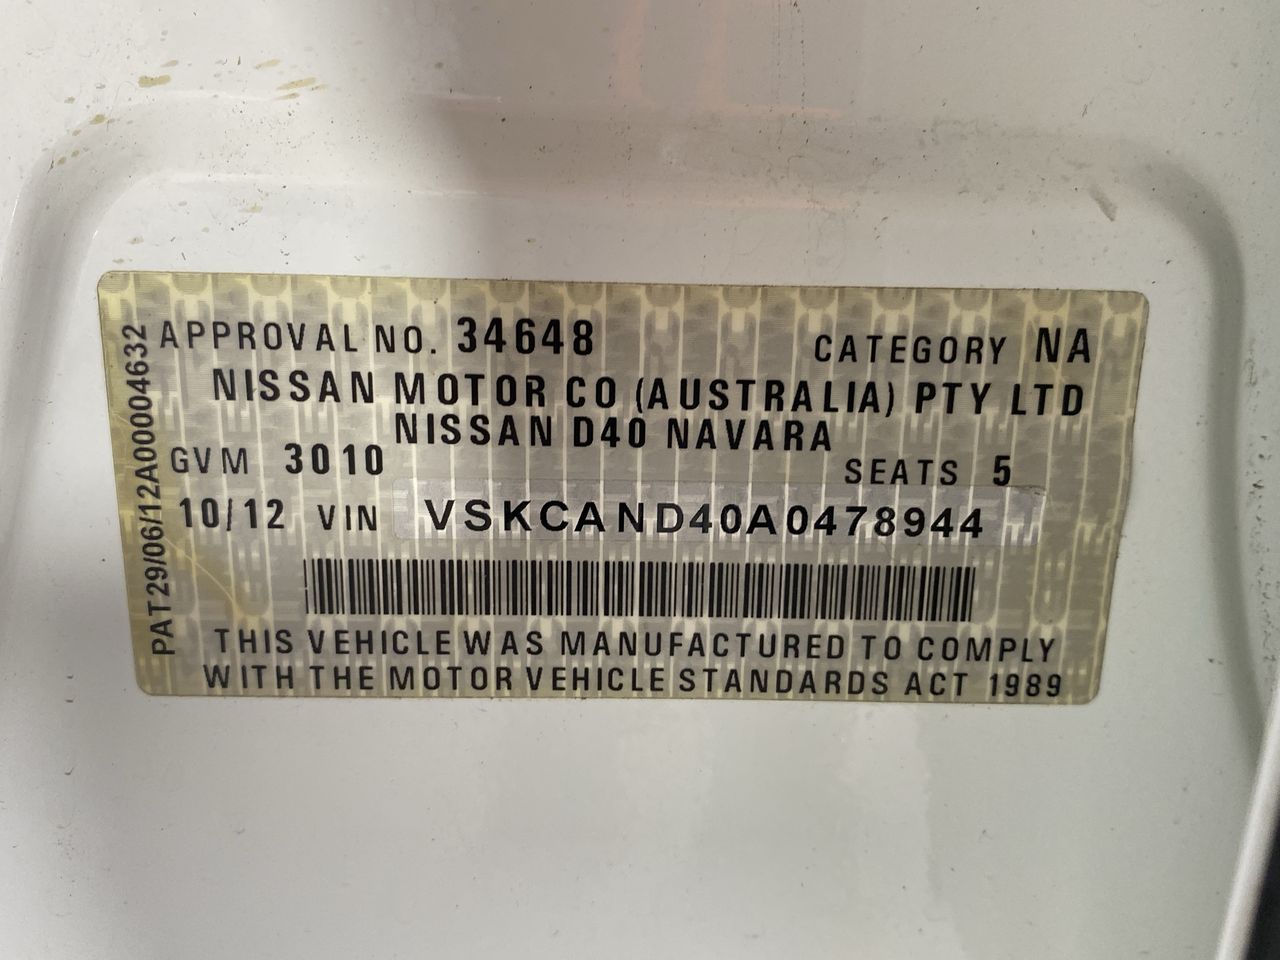 APPROVAL NO. 34648 CATEGORY NA
NISSAN MOTOR CO (AUSTRALIA) PTY LTD
NISSAN D40 NAVARA
GVM 3010 SEATS 5
10/12 VIN VSKCAND40A0478944
THIS VEHICLE WAS MANUFACTURED TO COMPLY
WITH THE MOTOR VEHICLE STANDARDS ACT 1989
PAT29/06/12A00004632